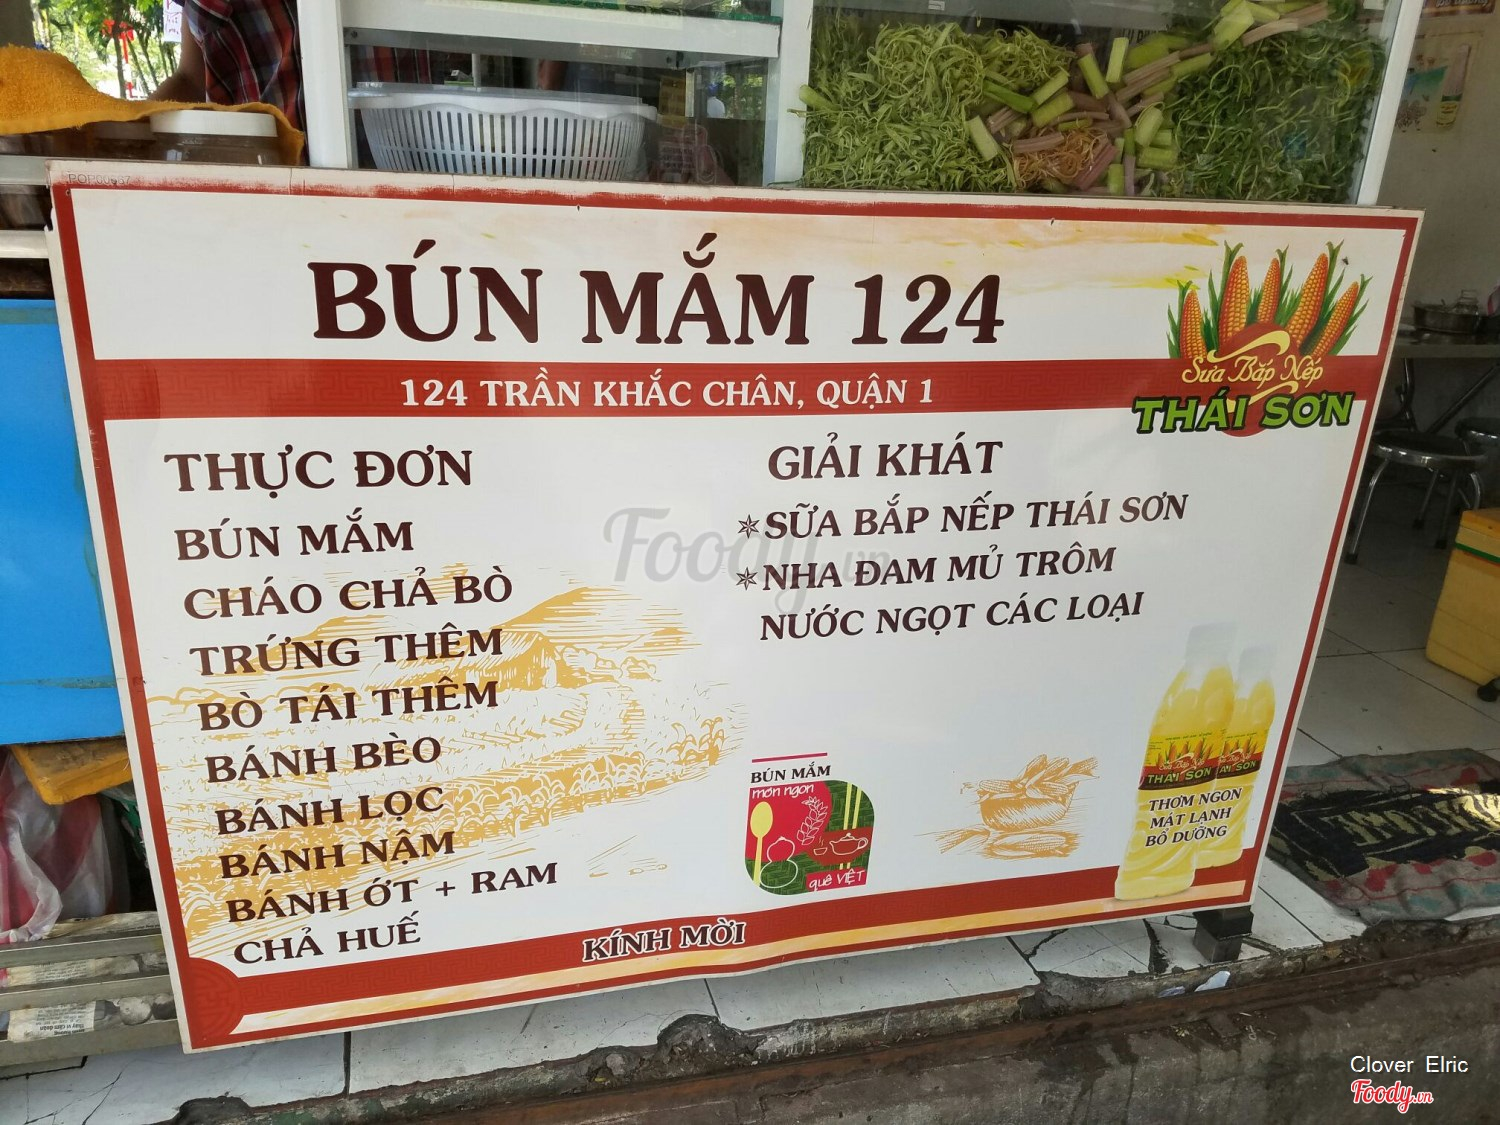 POP00667
BÚN MẮM 124
124 TRẦN KHẮC CHÂN, QUẬN 1
Sữa Bắp Nếp
THÁI SƠN
THỰC ĐƠN
BÚN MẮM
CHÁO CHẢ BÒ
TRỨNG THÊM
BÒ TÁI THÊM
BÁNH BÈO
BÁNH LỌC
BÁNH NẬM
BÁNH ỚT + RAM
CHẢ HUẾ
GIẢI KHÁT
SỮA BẮP NẾP THÁI SƠN
NHA ĐAM MỦ TRÔM
NƯỚC NGỌT CÁC LOẠI
Foody.vn
BÚN MẮM
món ngon
quê VIỆT
THÁI SƠN
THƠM NGON
MÁT LẠNH
BỔ DƯỠNG
KÍNH MỜI
Clover Elric
Foody.vn